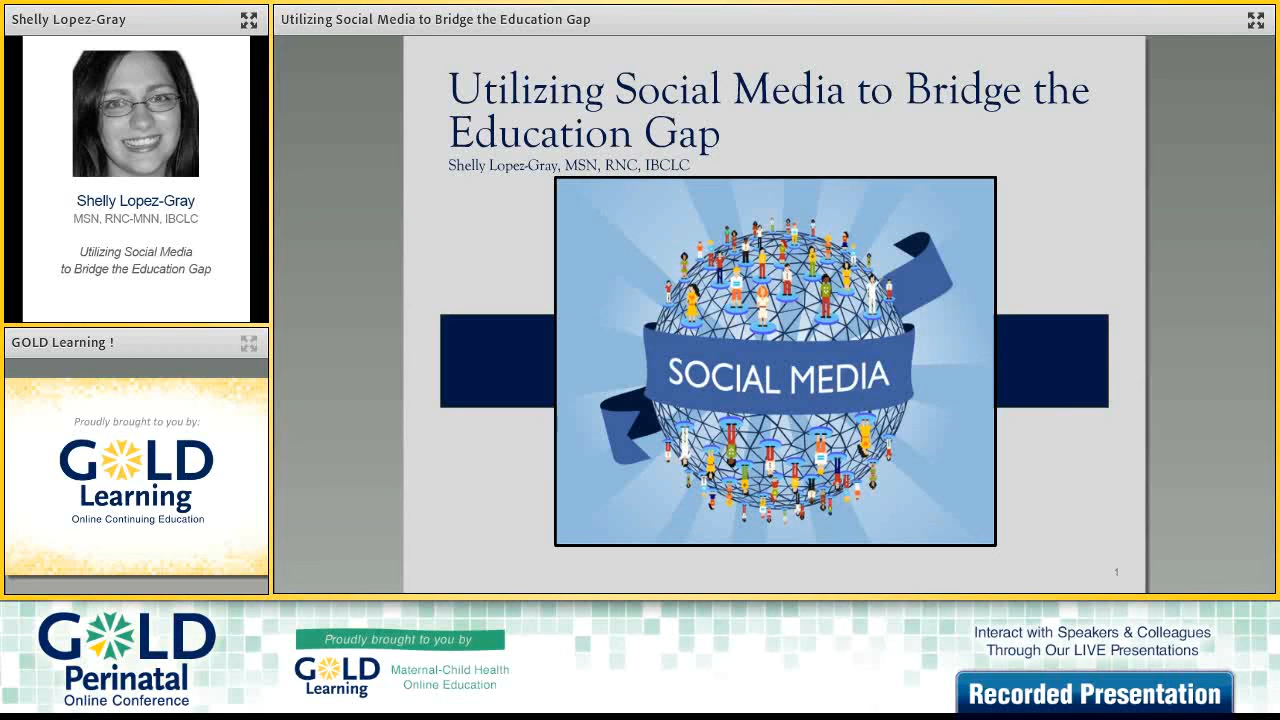 Shelly Lopez-Gray
Shelly Lopez-Gray
MSN, RNC-MNN, IBCLC
Utilizing Social Media
to Bridge the Education Gap
GOLD Learning !
Proudly brought to you by:
GOLD
Learning
Online Continuing Education
Utilizing Social Media to Bridge the Education Gap
Utilizing Social Media to Bridge the
Education Gap
Shelly Lopez-Gray, MSN, RNC, IBCLC
SOCIAL MEDIA
1
GOLD
Perinatal
Online Conference
Proudly brought to you by
GOLD
Learning
Maternal-Child Health
Online Education
Interact with Speakers & Colleagues
Through Our LIVE Presentations
Recorded Presentation